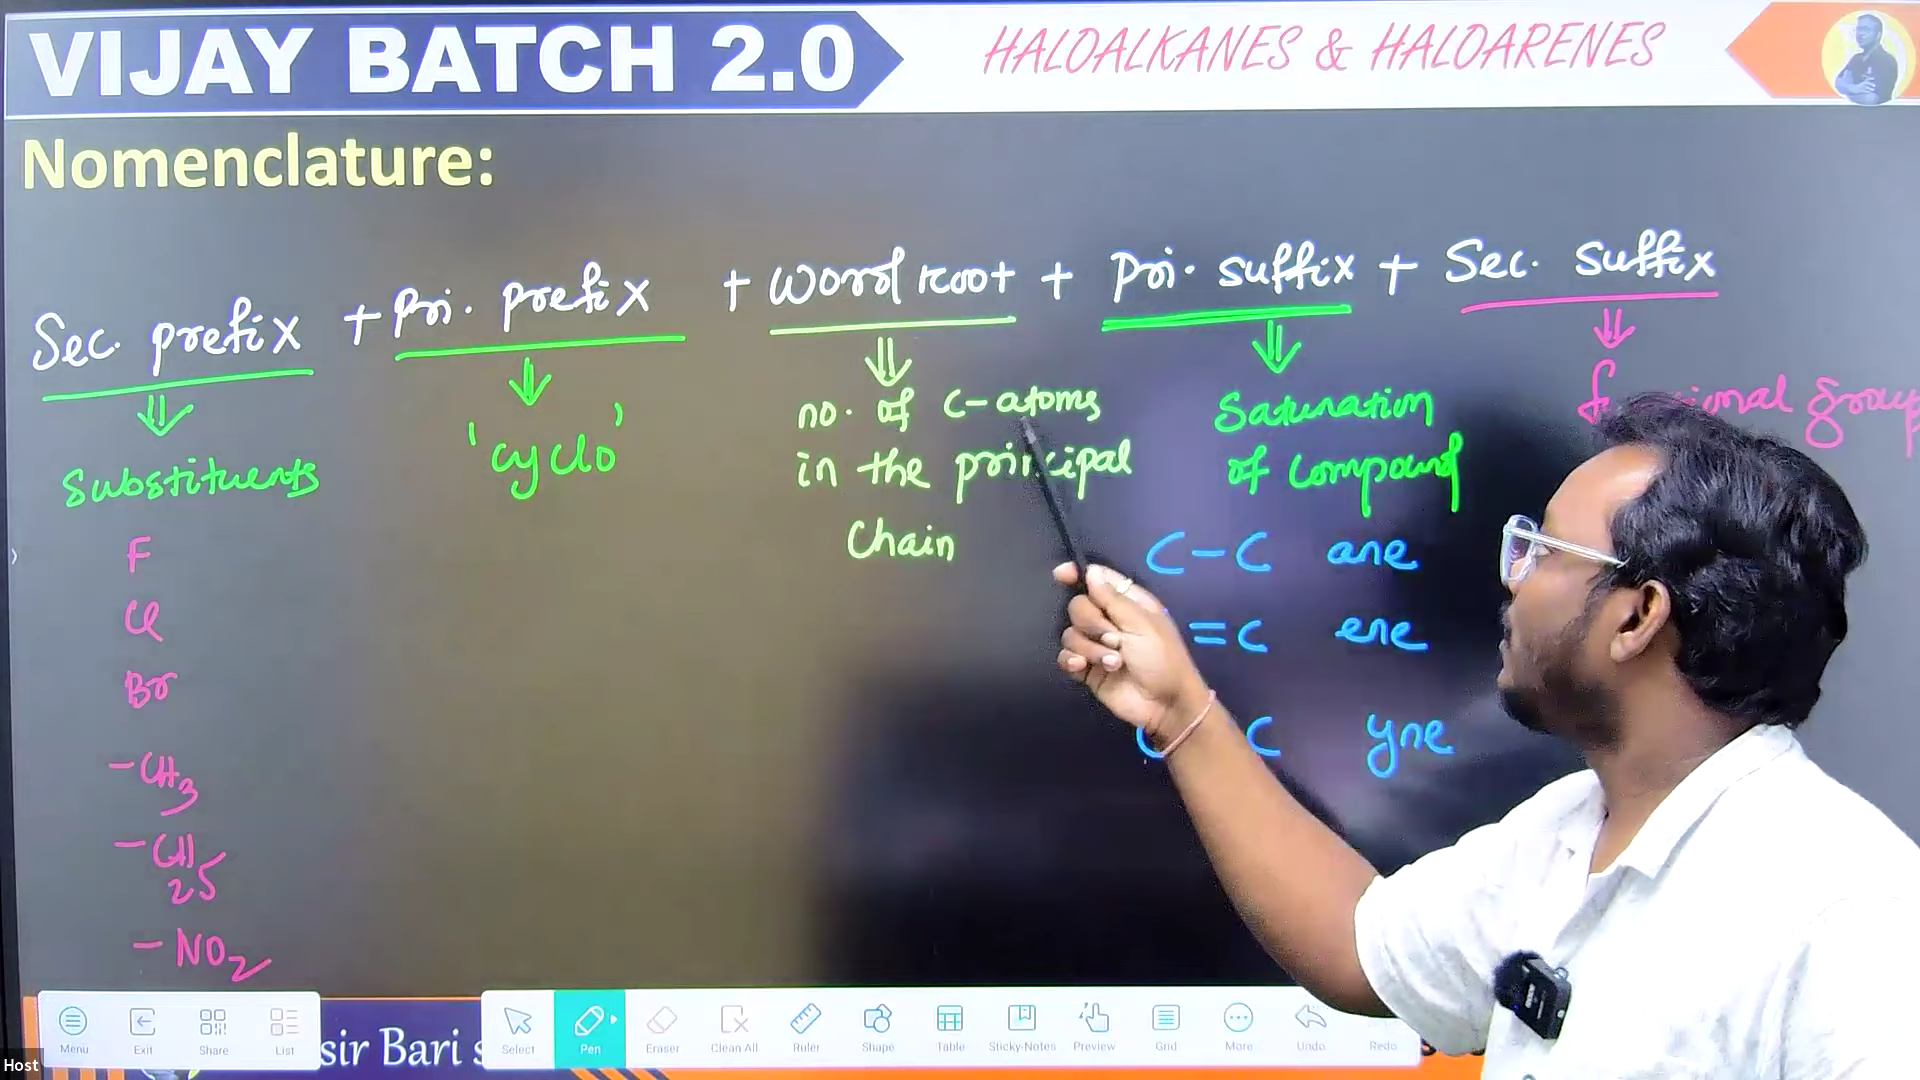 VIJAY BATCH 2.0
HALOALKANES & HALOARENES
Nomenclature:
Sec. prefix + Pri. prefix + Word root + Pri. suffix + Sec. suffix
Substituents
'cyclo'
no. of C-atoms
in the principal
Chain
Saturation
of compound
group
F
Cl
Br
-CH3
-C2H5
-NO2
C-C ane
=C ene
C C yne
Menu Exit Share List
sir Bari s
Select Pen Eraser Clean All Ruler Shape Table Sticky-Notes Preview Grid More Undo Redo
Host